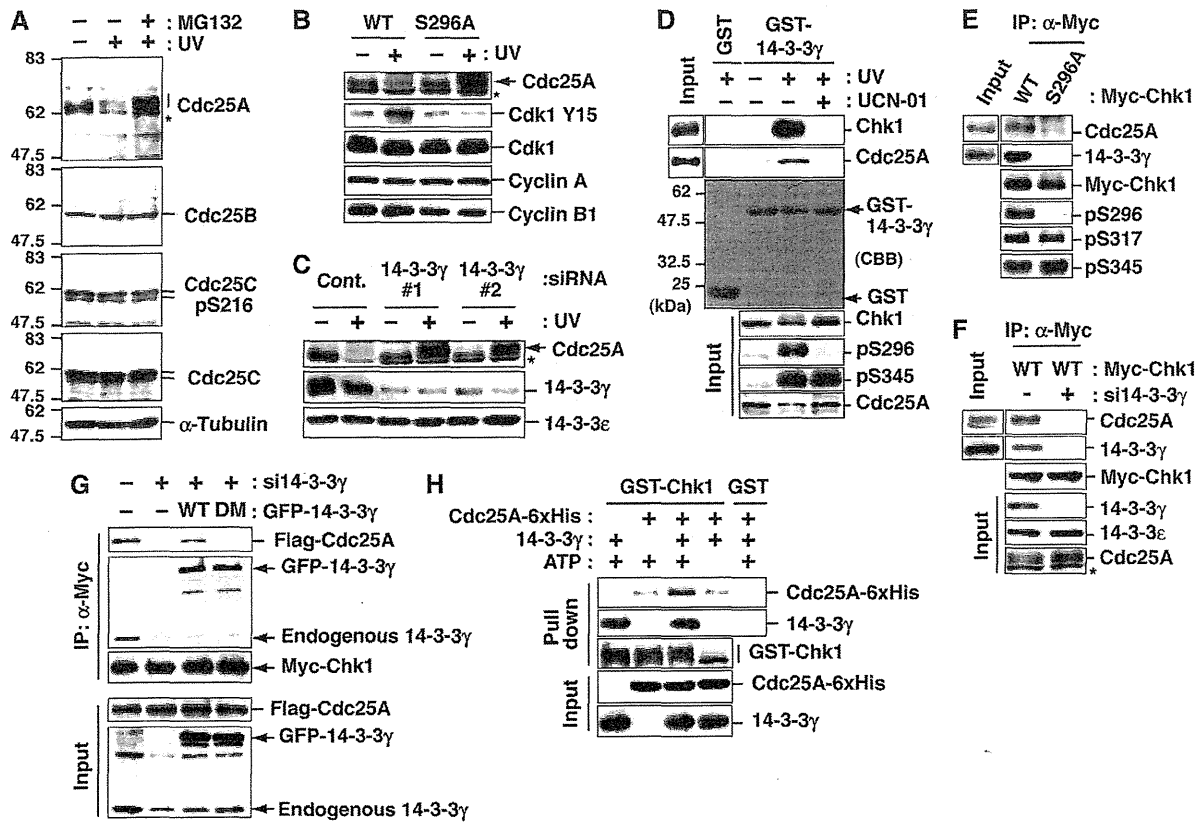 A
– – + : MG132
– + + : UV
83
62
47.5
Cdc25A
*
83
62
47.5
Cdc25B
83
62
47.5
Cdc25C
pS216
83
62
47.5
Cdc25C
62
47.5
α-Tubulin
B
WT S296A
– + – + : UV
Cdc25A
*
Cdk1 Y15
Cdk1
Cyclin A
Cyclin B1
C
Cont. 14-3-3γ #1 14-3-3γ #2 :siRNA
– + – + – + : UV
Cdc25A
*
14-3-3γ
14-3-3ε
D
Input
GST
GST-14-3-3γ
+ – + + : UV
+ : UCN-01
Chk1
Cdc25A
62
47.5
32.5
25
(kDa)
GST-14-3-3γ
(CBB)
GST
Input
Chk1
pS296
pS345
Cdc25A
E
IP: α-Myc
Input WT S296A : Myc-Chk1
Cdc25A
14-3-3γ
Myc-Chk1
pS296
pS317
pS345
F
IP: α-Myc
Input
WT WT : Myc-Chk1
– + : si14-3-3γ
Cdc25A
14-3-3γ
Myc-Chk1
Input
14-3-3γ
14-3-3ε
Cdc25A
*
G
– + + + : si14-3-3γ
– – WT DM : GFP-14-3-3γ
IP: α-Myc
Flag-Cdc25A
GFP-14-3-3γ
Endogenous 14-3-3γ
Myc-Chk1
Input
Flag-Cdc25A
GFP-14-3-3γ
Endogenous 14-3-3γ
H
GST-Chk1 GST
Cdc25A-6xHis : + + + +
14-3-3γ : + + + +
ATP : + + + +
Pull down
Cdc25A-6xHis
14-3-3γ
GST-Chk1
Input
Cdc25A-6xHis
14-3-3γ